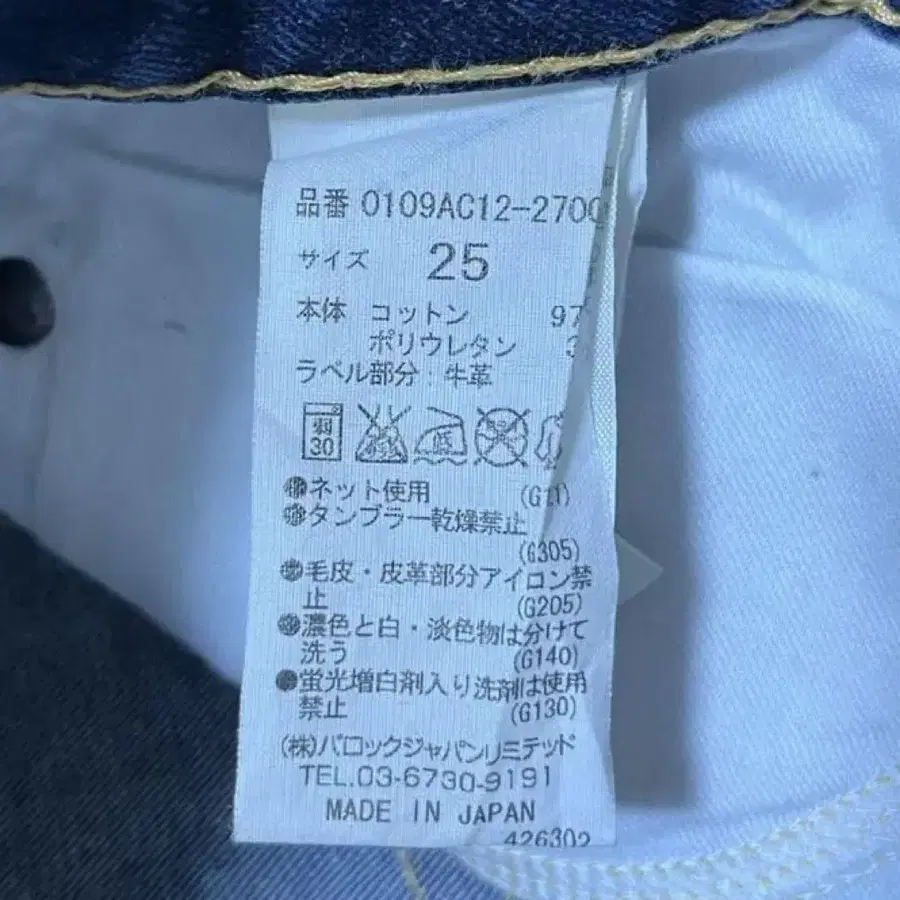 品番 0109AC12-2700
サイズ 25
本体 コットン 97
ポリウレタン 3
ラベル部分:牛革
弱
30
低
ネット使用 (G11)
タンブラー乾燥禁止
(G305)
毛皮・皮革部分アイロン禁
止 (G205)
濃色と白・淡色物は分けて
洗う (G140)
蛍光増白剤入り洗剤は使用
禁止 (G130)
(株)バロックジャパンリミテッド
TEL.03-6730-9191
MADE IN JAPAN
426302